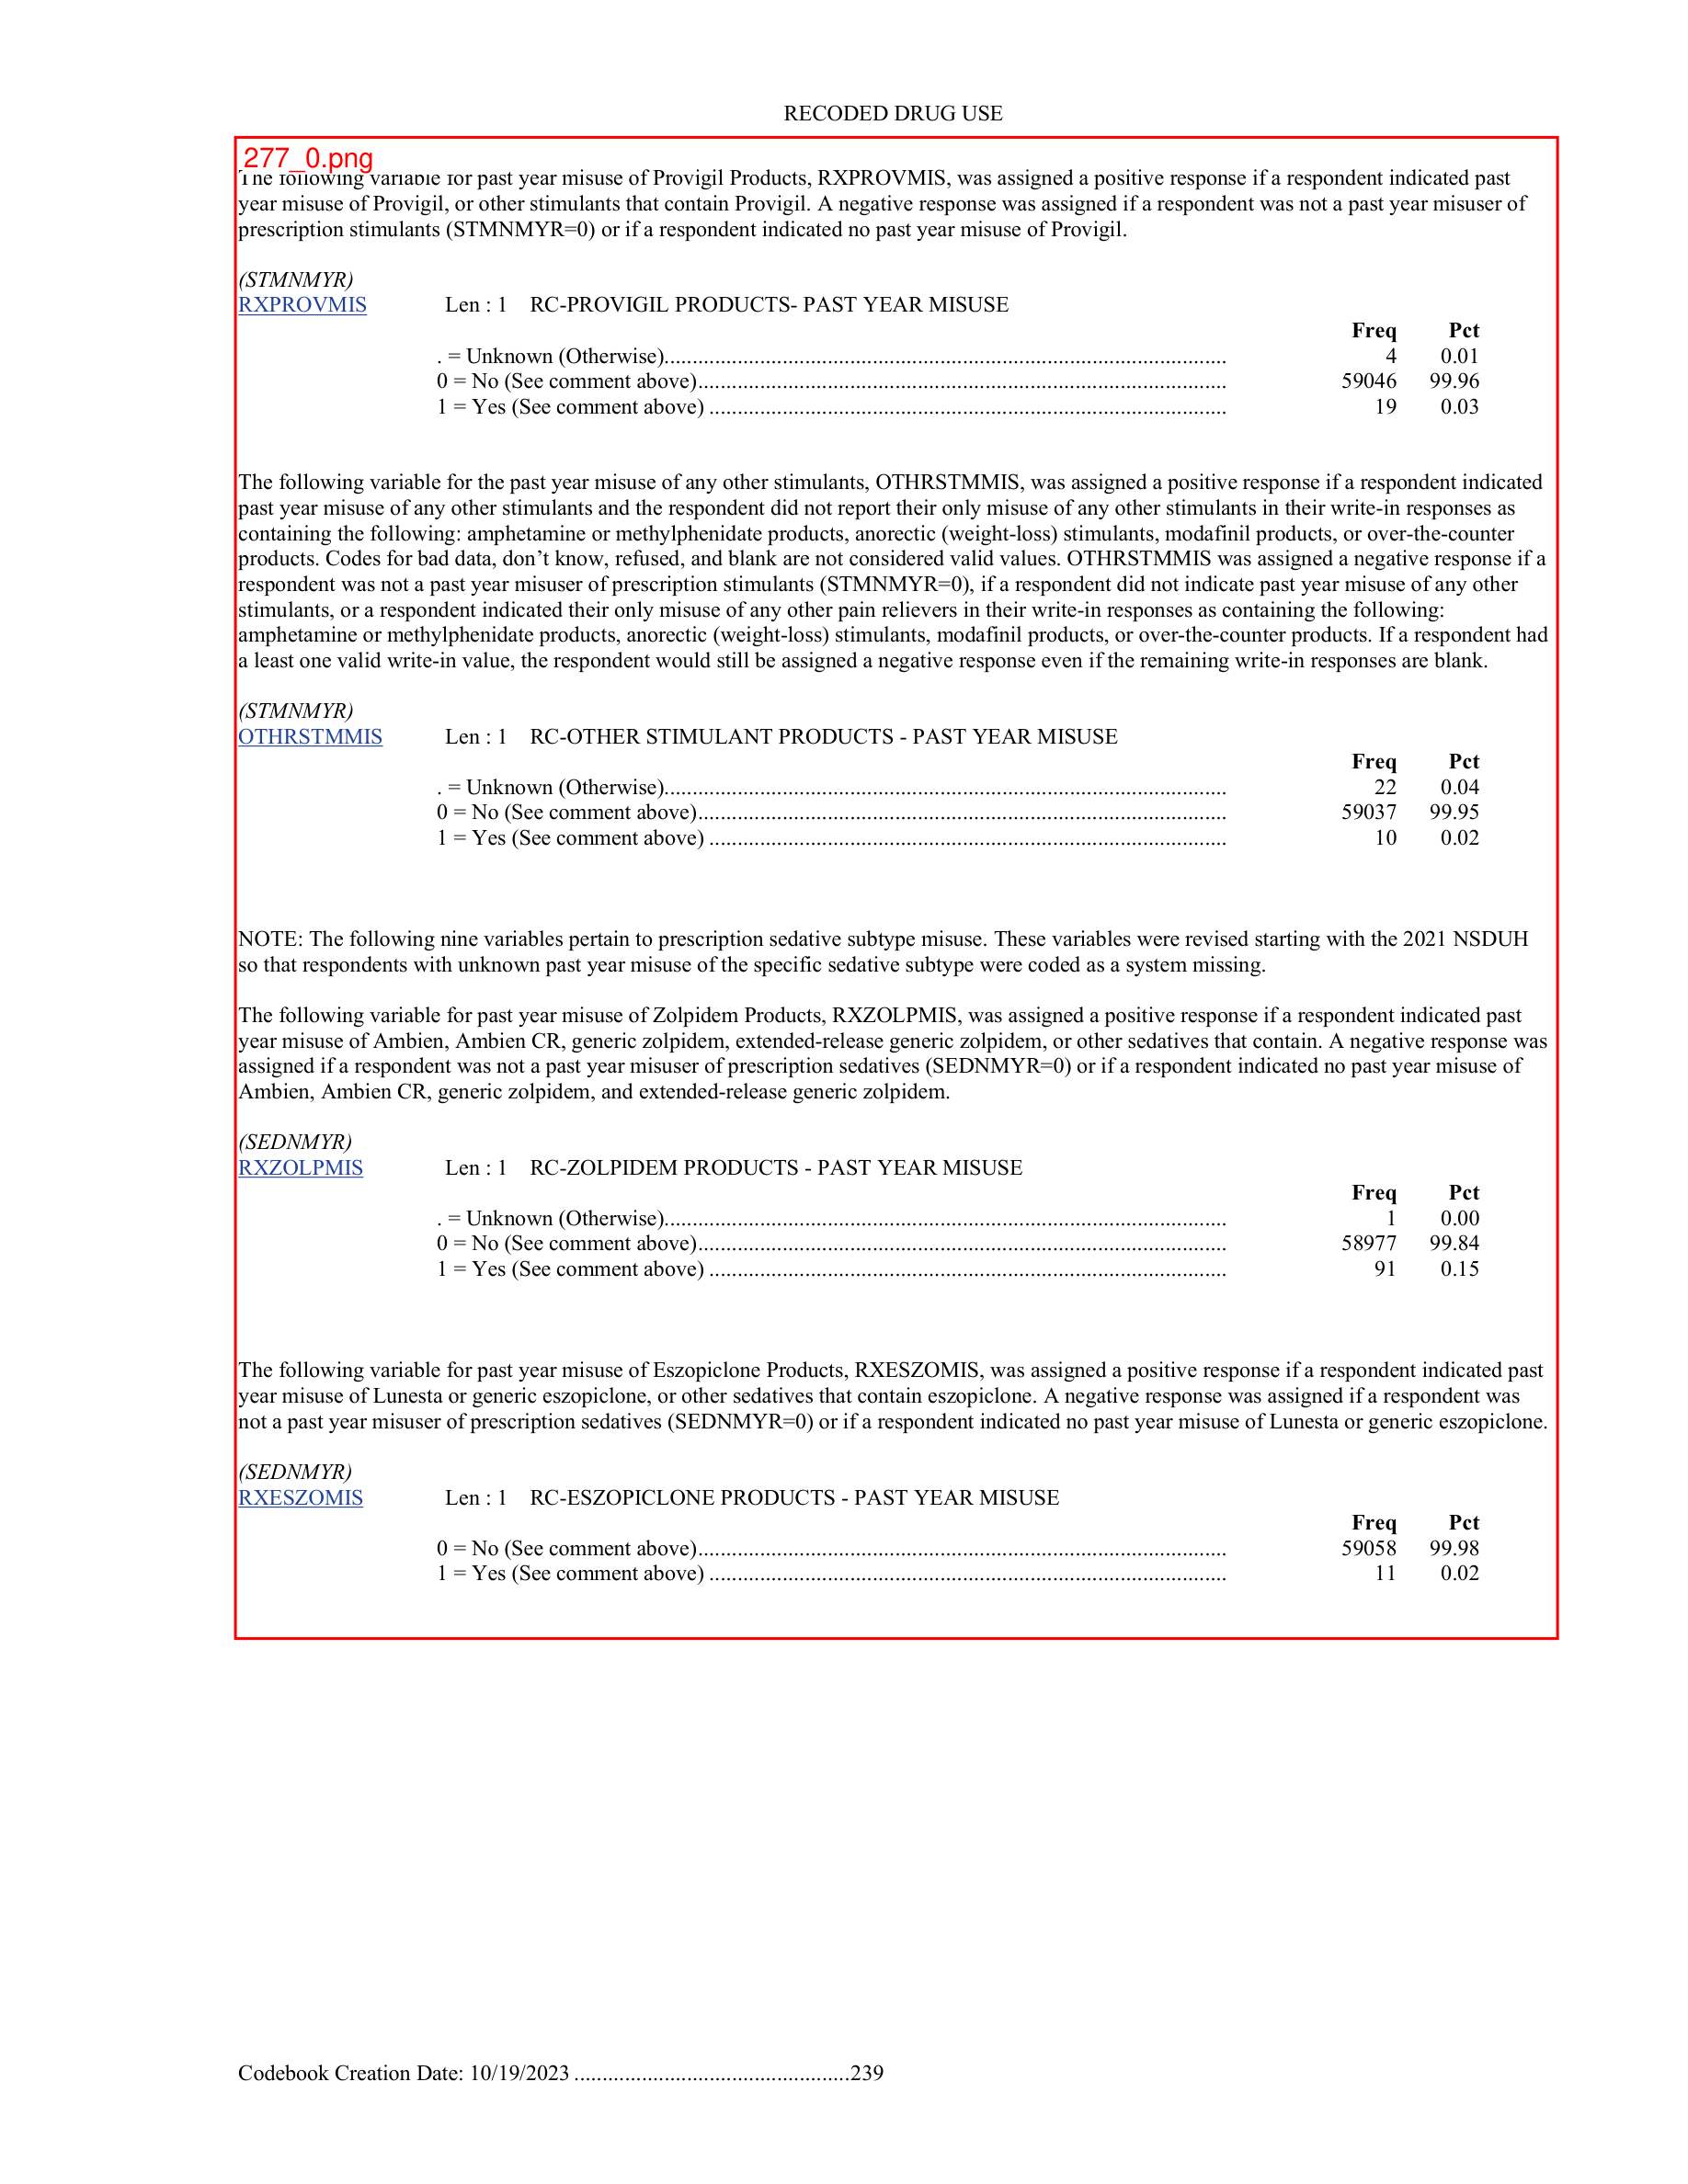 RECODED DRUG USE
277_0.png
The following variable for past year misuse of Provigil Products, RXPROVMIS, was assigned a positive response if a respondent indicated past
year misuse of Provigil, or other stimulants that contain Provigil. A negative response was assigned if a respondent was not a past year misuser of
prescription stimulants (STMNMYR=0) or if a respondent indicated no past year misuse of Provigil.
(STMNMYR)
RXPROVMIS Len : 1 RC-PROVIGIL PRODUCTS- PAST YEAR MISUSE
Freq Pct
. = Unknown (Otherwise).................................................................................................... 4 0.01
0 = No (See comment above).............................................................................................. 59046 99.96
1 = Yes (See comment above) ............................................................................................ 19 0.03
The following variable for the past year misuse of any other stimulants, OTHRSTMMIS, was assigned a positive response if a respondent indicated
past year misuse of any other stimulants and the respondent did not report their only misuse of any other stimulants in their write-in responses as
containing the following: amphetamine or methylphenidate products, anorectic (weight-loss) stimulants, modafinil products, or over-the-counter
products. Codes for bad data, don’t know, refused, and blank are not considered valid values. OTHRSTMMIS was assigned a negative response if a
respondent was not a past year misuser of prescription stimulants (STMNMYR=0), if a respondent did not indicate past year misuse of any other
stimulants, or a respondent indicated their only misuse of any other pain relievers in their write-in responses as containing the following:
amphetamine or methylphenidate products, anorectic (weight-loss) stimulants, modafinil products, or over-the-counter products. If a respondent had
a least one valid write-in value, the respondent would still be assigned a negative response even if the remaining write-in responses are blank.
(STMNMYR)
OTHRSTMMIS Len : 1 RC-OTHER STIMULANT PRODUCTS - PAST YEAR MISUSE
Freq Pct
. = Unknown (Otherwise).................................................................................................... 22 0.04
0 = No (See comment above).............................................................................................. 59037 99.95
1 = Yes (See comment above) ............................................................................................ 10 0.02
NOTE: The following nine variables pertain to prescription sedative subtype misuse. These variables were revised starting with the 2021 NSDUH
so that respondents with unknown past year misuse of the specific sedative subtype were coded as a system missing.
The following variable for past year misuse of Zolpidem Products, RXZOLPMIS, was assigned a positive response if a respondent indicated past
year misuse of Ambien, Ambien CR, generic zolpidem, extended-release generic zolpidem, or other sedatives that contain. A negative response was
assigned if a respondent was not a past year misuser of prescription sedatives (SEDNMYR=0) or if a respondent indicated no past year misuse of
Ambien, Ambien CR, generic zolpidem, and extended-release generic zolpidem.
(SEDNMYR)
RXZOLPMIS Len : 1 RC-ZOLPIDEM PRODUCTS - PAST YEAR MISUSE
Freq Pct
. = Unknown (Otherwise).................................................................................................... 1 0.00
0 = No (See comment above).............................................................................................. 58977 99.84
1 = Yes (See comment above) ............................................................................................ 91 0.15
The following variable for past year misuse of Eszopiclone Products, RXESZOMIS, was assigned a positive response if a respondent indicated past
year misuse of Lunesta or generic eszopiclone, or other sedatives that contain eszopiclone. A negative response was assigned if a respondent was
not a past year misuser of prescription sedatives (SEDNMYR=0) or if a respondent indicated no past year misuse of Lunesta or generic eszopiclone.
(SEDNMYR)
RXESZOMIS Len : 1 RC-ESZOPICLONE PRODUCTS - PAST YEAR MISUSE
Freq Pct
0 = No (See comment above).............................................................................................. 59058 99.98
1 = Yes (See comment above) ............................................................................................ 11 0.02
Codebook Creation Date: 10/19/2023 .................................................239